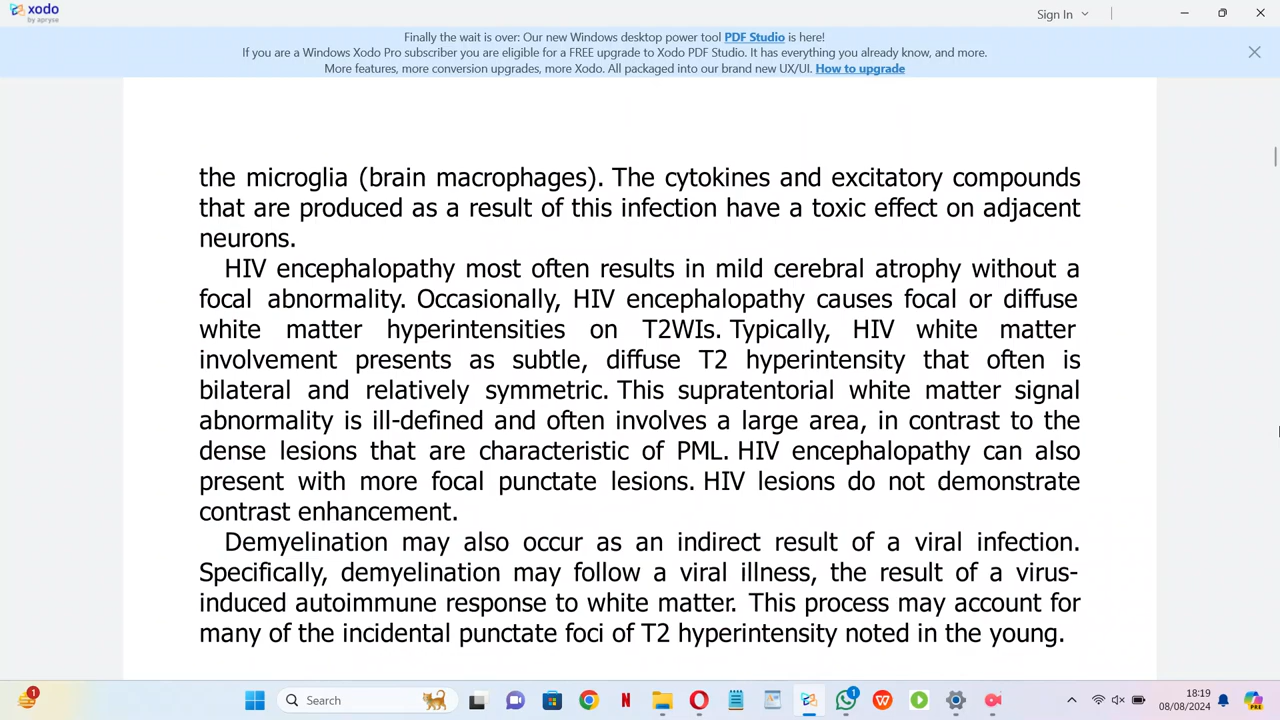 xodo
by apryse
Sign In
Finally the wait is over: Our new Windows desktop power tool PDF Studio is here!
If you are a Windows Xodo Pro subscriber you are eligible for a FREE upgrade to Xodo PDF Studio. It has everything you already know, and more.
More features, more conversion upgrades, more Xodo. All packaged into our brand new UX/UI. How to upgrade
the microglia (brain macrophages). The cytokines and excitatory compounds
that are produced as a result of this infection have a toxic effect on adjacent
neurons.
HIV encephalopathy most often results in mild cerebral atrophy without a
focal abnormality. Occasionally, HIV encephalopathy causes focal or diffuse
white matter hyperintensities on T2WIs. Typically, HIV white matter
involvement presents as subtle, diffuse T2 hyperintensity that often is
bilateral and relatively symmetric. This supratentorial white matter signal
abnormality is ill-defined and often involves a large area, in contrast to the
dense lesions that are characteristic of PML. HIV encephalopathy can also
present with more focal punctate lesions. HIV lesions do not demonstrate
contrast enhancement.
Demyelination may also occur as an indirect result of a viral infection.
Specifically, demyelination may follow a viral illness, the result of a virus-
induced autoimmune response to white matter. This process may account for
many of the incidental punctate foci of T2 hyperintensity noted in the young.
1
Search
N
1
W
18:19
08/08/2024
PRE